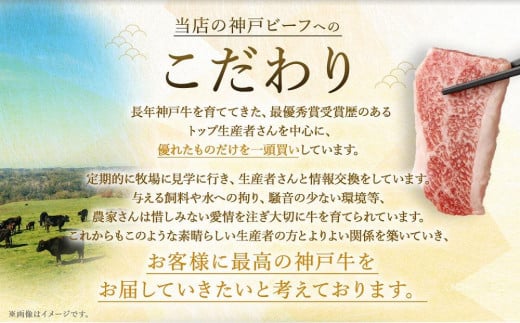 当店の神戸ビーフへの
こだわり
長年神戸牛を育ててきた、最優秀賞受賞歴のある
トップ生産者さんを中心に、
優れたものだけを一頭買いしています。
定期的に牧場に見学に行き、生産者さんと情報交換をしています。
与える飼料や水への拘り、騒音の少ない環境等、
農家さんは惜しみない愛情を注ぎ大切に牛を育てられています。
これからもこのような素晴らしい生産者の方とよりよい関係を築いていき、
お客様に最高の神戸牛を
お届していきたいと考えております。
※画像はイメージです。